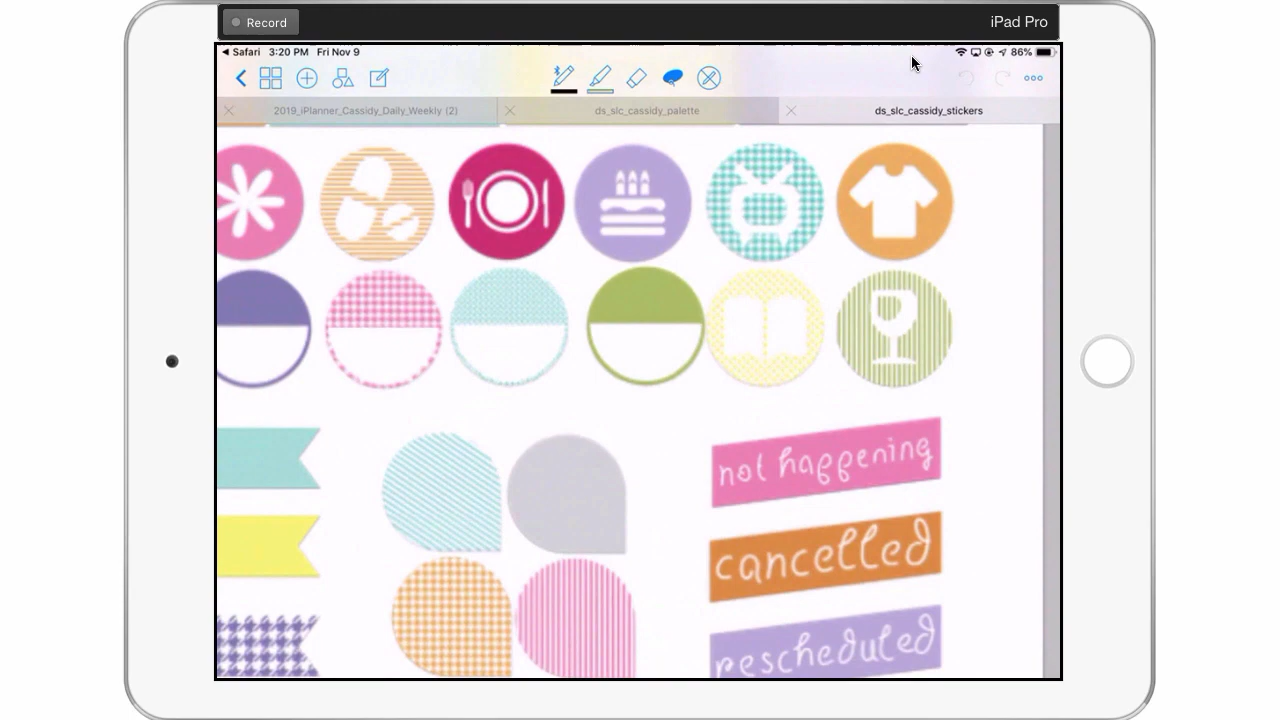 Record
iPad Pro
Safari 3:20 PM Fri Nov 9
86%
2019_iPlanner_Cassidy_Daily_Weekly (2)
ds_slc_cassidy_palette
ds_slc_cassidy_stickers
not happening
cancelled
rescheduled